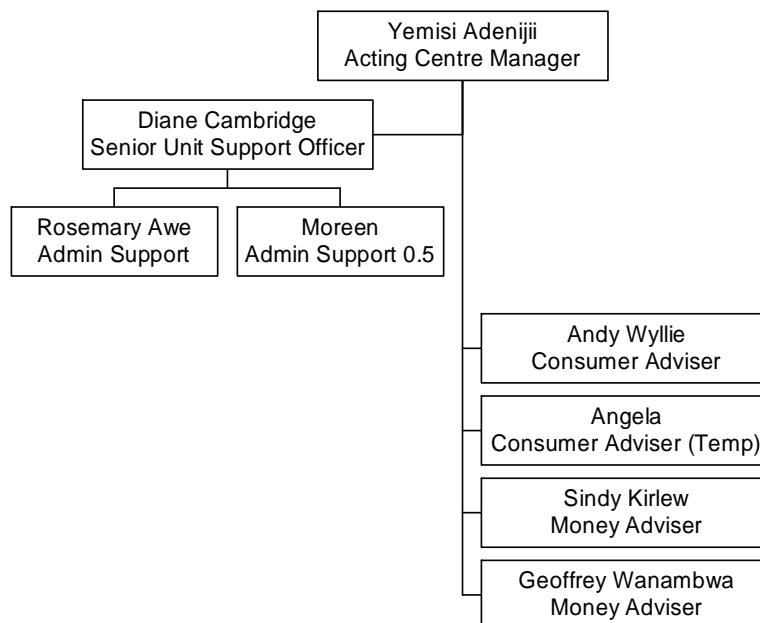 Yemisi Adenijii
Acting Centre Manager
Diane Cambridge
Senior Unit Support Officer
Rosemary Awe
Admin Support
Moreen
Admin Support 0.5
Andy Wyllie
Consumer Adviser
Angela
Consumer Adviser (Temp)
Sindy Kirlew
Money Adviser
Geoffrey Wanambwa
Money Adviser